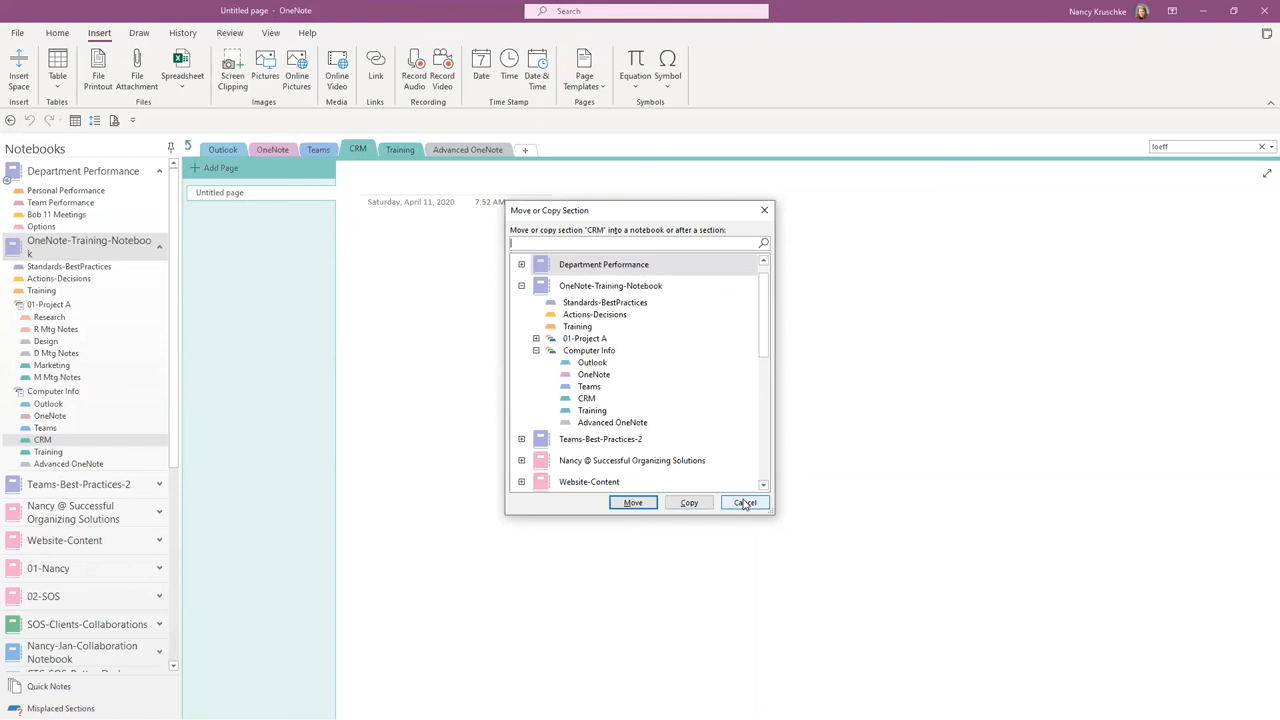 Untitled page - OneNote
Search
Nancy Kruschke
File Home Insert Draw History Review View Help
Insert Space
Table
File Printout
File Attachment
Spreadsheet
Screen Clipping
Pictures
Online Pictures
Online Video
Link
Record Audio
Record Video
Date
Time
Date & Time
Page Templates
Equation
Symbol
Insert Tables Files Images Media Links Recording Time Stamp Pages Symbols
Notebooks
Outlook OneNote Teams CRM Training Advanced OneNote
loeff
Department Performance
Personal Performance
Team Performance
Bob 11 Meetings
Options
OneNote-Training-Noteboo
k
Standards-BestPractices
Actions-Decisions
Training
01-Project A
Research
R Mtg Notes
Design
D Mtg Notes
Marketing
M Mtg Notes
Computer Info
Outlook
OneNote
Teams
CRM
Training
Advanced OneNote
Teams-Best-Practices-2
Nancy @ Successful
Organizing Solutions
Website-Content
01-Nancy
02-SOS
SOS-Clients-Collaborations
Nancy-Jan-Collaboration
Notebook
Quick Notes
Misplaced Sections
Add Page
Untitled page
Saturday, April 11, 2020 7:52 AM
Move or Copy Section
Move or copy section "CRM" into a notebook or after a section:
Department Performance
OneNote-Training-Notebook
Standards-BestPractices
Actions-Decisions
Training
01-Project A
Computer Info
Outlook
OneNote
Teams
CRM
Training
Advanced OneNote
Teams-Best-Practices-2
Nancy @ Successful Organizing Solutions
Website-Content
Move Copy Cancel